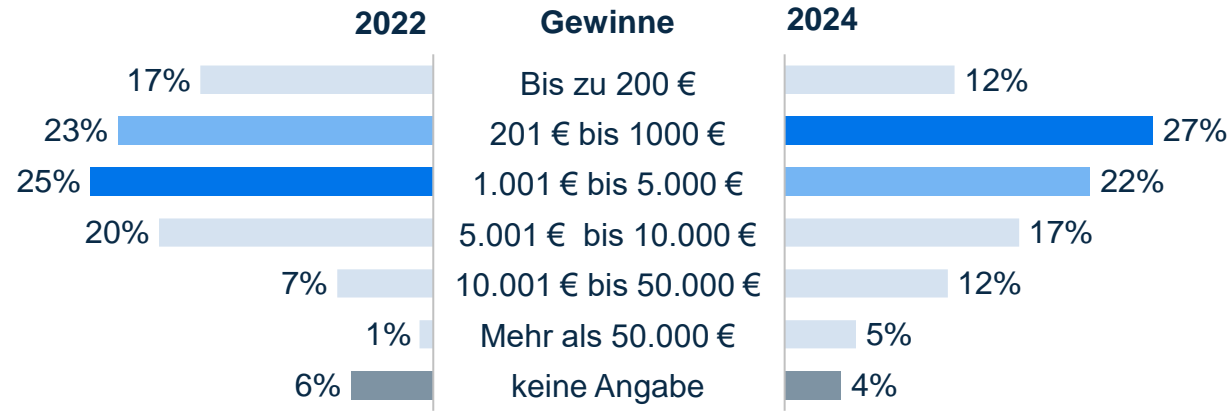 2022 Gewinne 2024
17% Bis zu 200 € 12%
23% 201 € bis 1000 € 27%
25% 1.001 € bis 5.000 € 22%
20% 5.001 €  bis 10.000 € 17%
7% 10.001 € bis 50.000 € 12%
1% Mehr als 50.000 € 5%
6% keine Angabe 4%